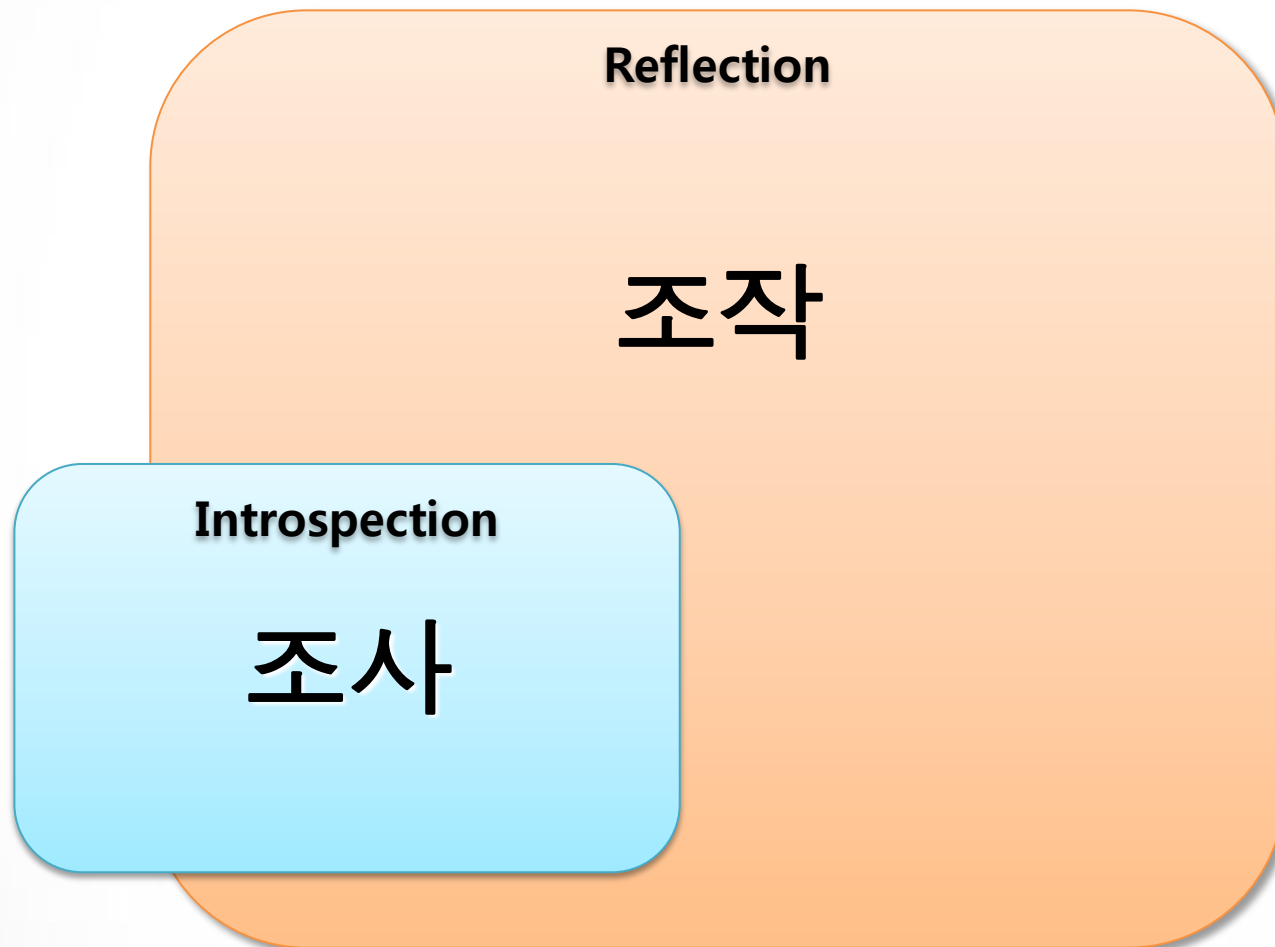 Reflection
조작
Introspection
조사